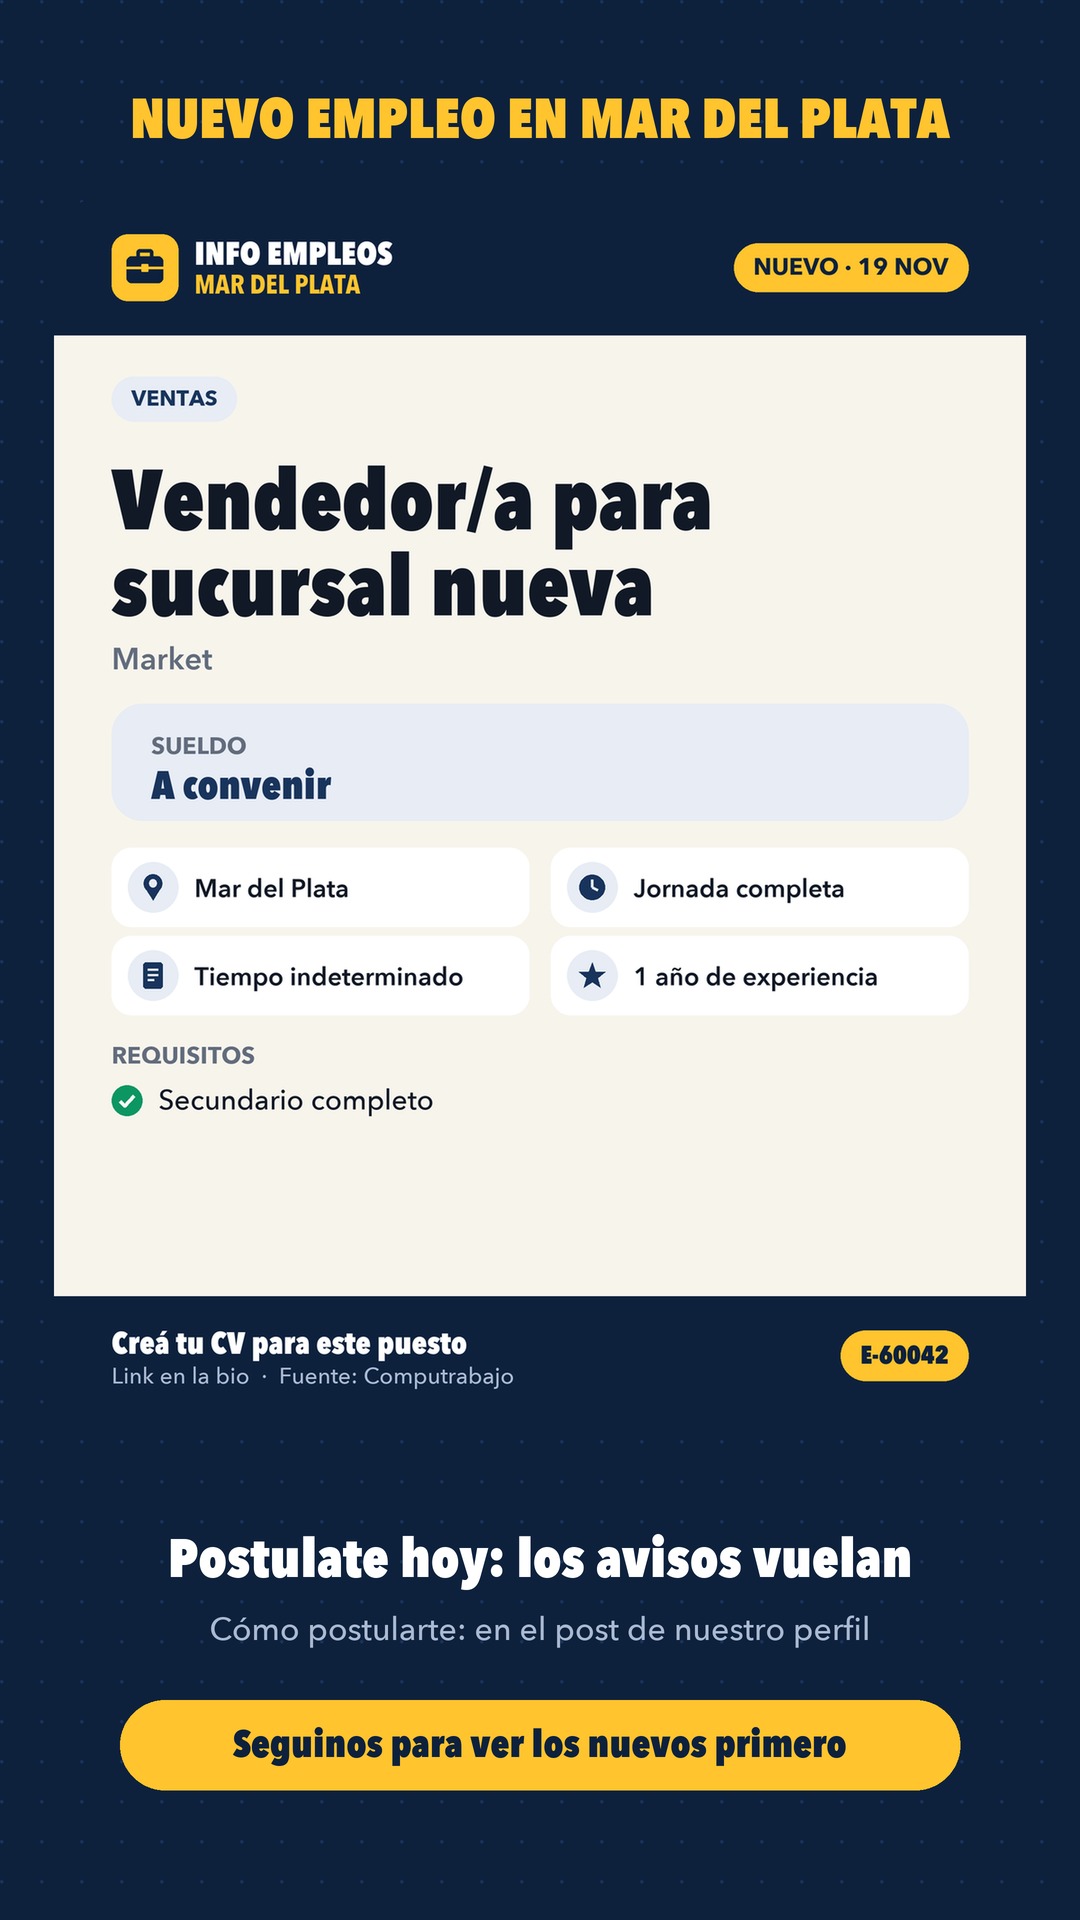 NUEVO EMPLEO EN MAR DEL PLATA
INFO EMPLEOS
MAR DEL PLATA
NUEVO · 19 NOV
VENTAS
Vendedor/a para
sucursal nueva
Market
SUELDO
A convenir
Mar del Plata
Jornada completa
Tiempo indeterminado
1 año de experiencia
REQUISITOS
Secundario completo
Creá tu CV para este puesto
Link en la bio · Fuente: Computrabajo
E-60042
Postulate hoy: los avisos vuelan
Cómo postularte: en el post de nuestro perfil
Seguinos para ver los nuevos primero